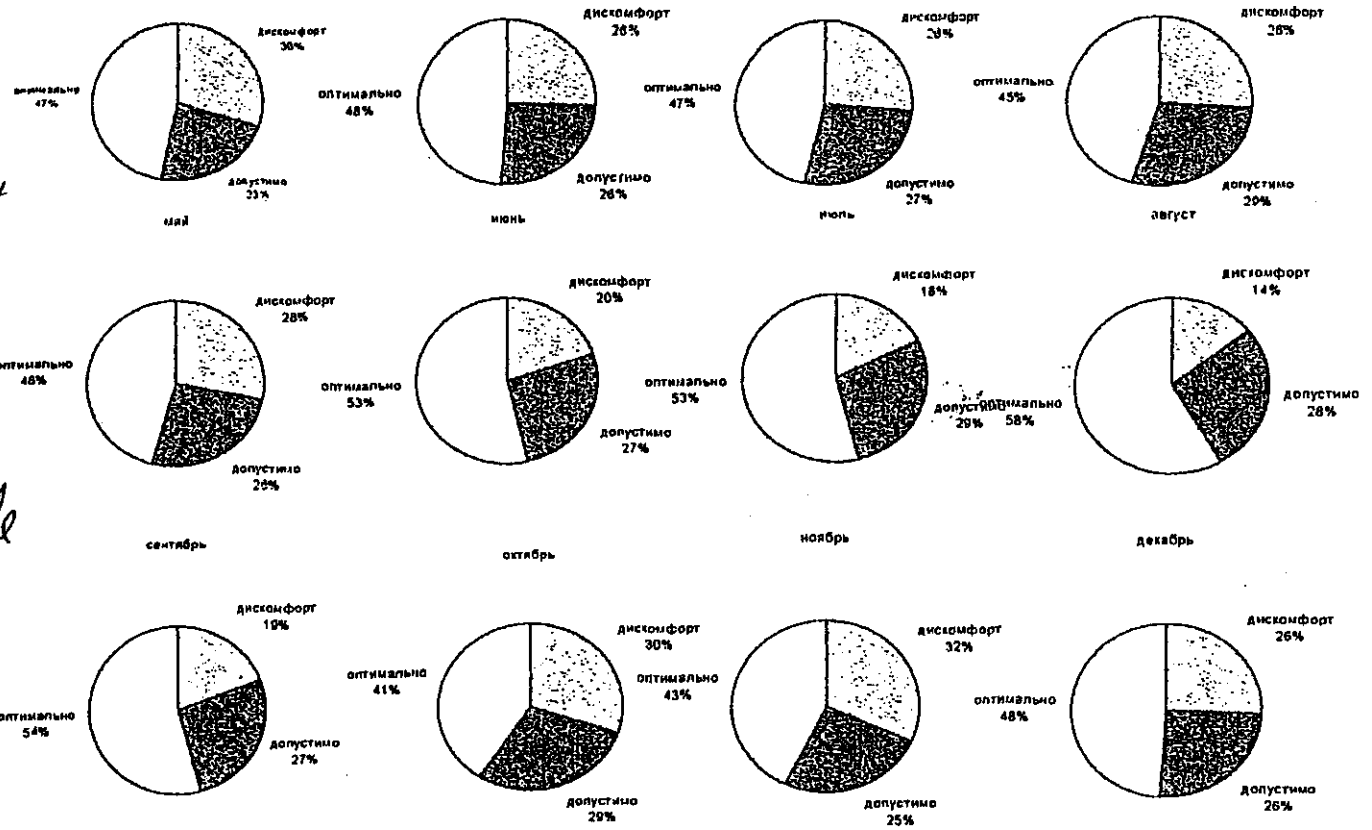 дискомфорт
30%
оптимально
47%
допустимо
23%
май
дискомфорт
26%
оптимально
48%
допустимо
26%
июнь
дискомфорт
26%
оптимально
47%
допустимо
27%
июль
дискомфорт
26%
оптимально
45%
допустимо
29%
август
дискомфорт
28%
оптимально
46%
допустимо
26%
сентябрь
дискомфорт
20%
оптимально
53%
допустимо
27%
октябрь
дискомфорт
18%
оптимально
53%
допустимо
29%
ноябрь
дискомфорт
14%
оптимально
58%
допустимо
28%
декабрь
дискомфорт
19%
оптимально
54%
допустимо
27%
дискомфорт
30%
оптимально
41%
допустимо
29%
дискомфорт
32%
оптимально
43%
допустимо
25%
дискомфорт
26%
оптимально
48%
допустимо
26%